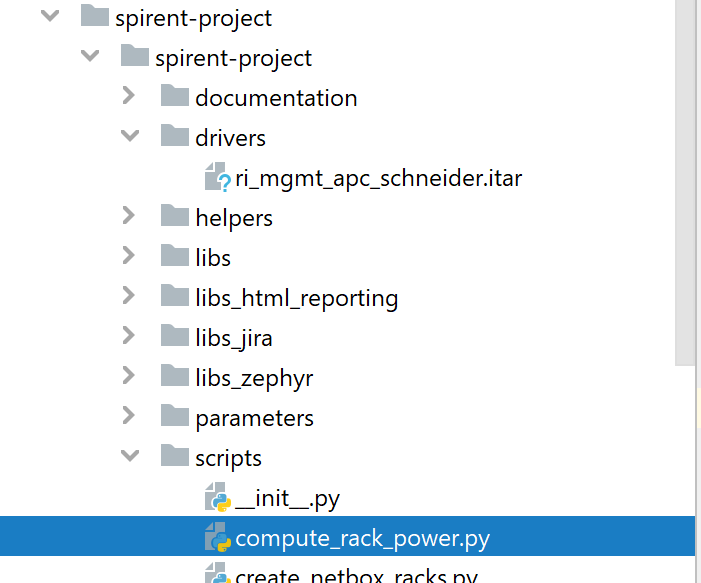 spirent-project
spirent-project
documentation
drivers
ri_mgmt_apc_schneider.itar
helpers
libs
libs_html_reporting
libs_jira
libs_zephyr
parameters
scripts
__init__.py
compute_rack_power.py
create_netbox_racks.py